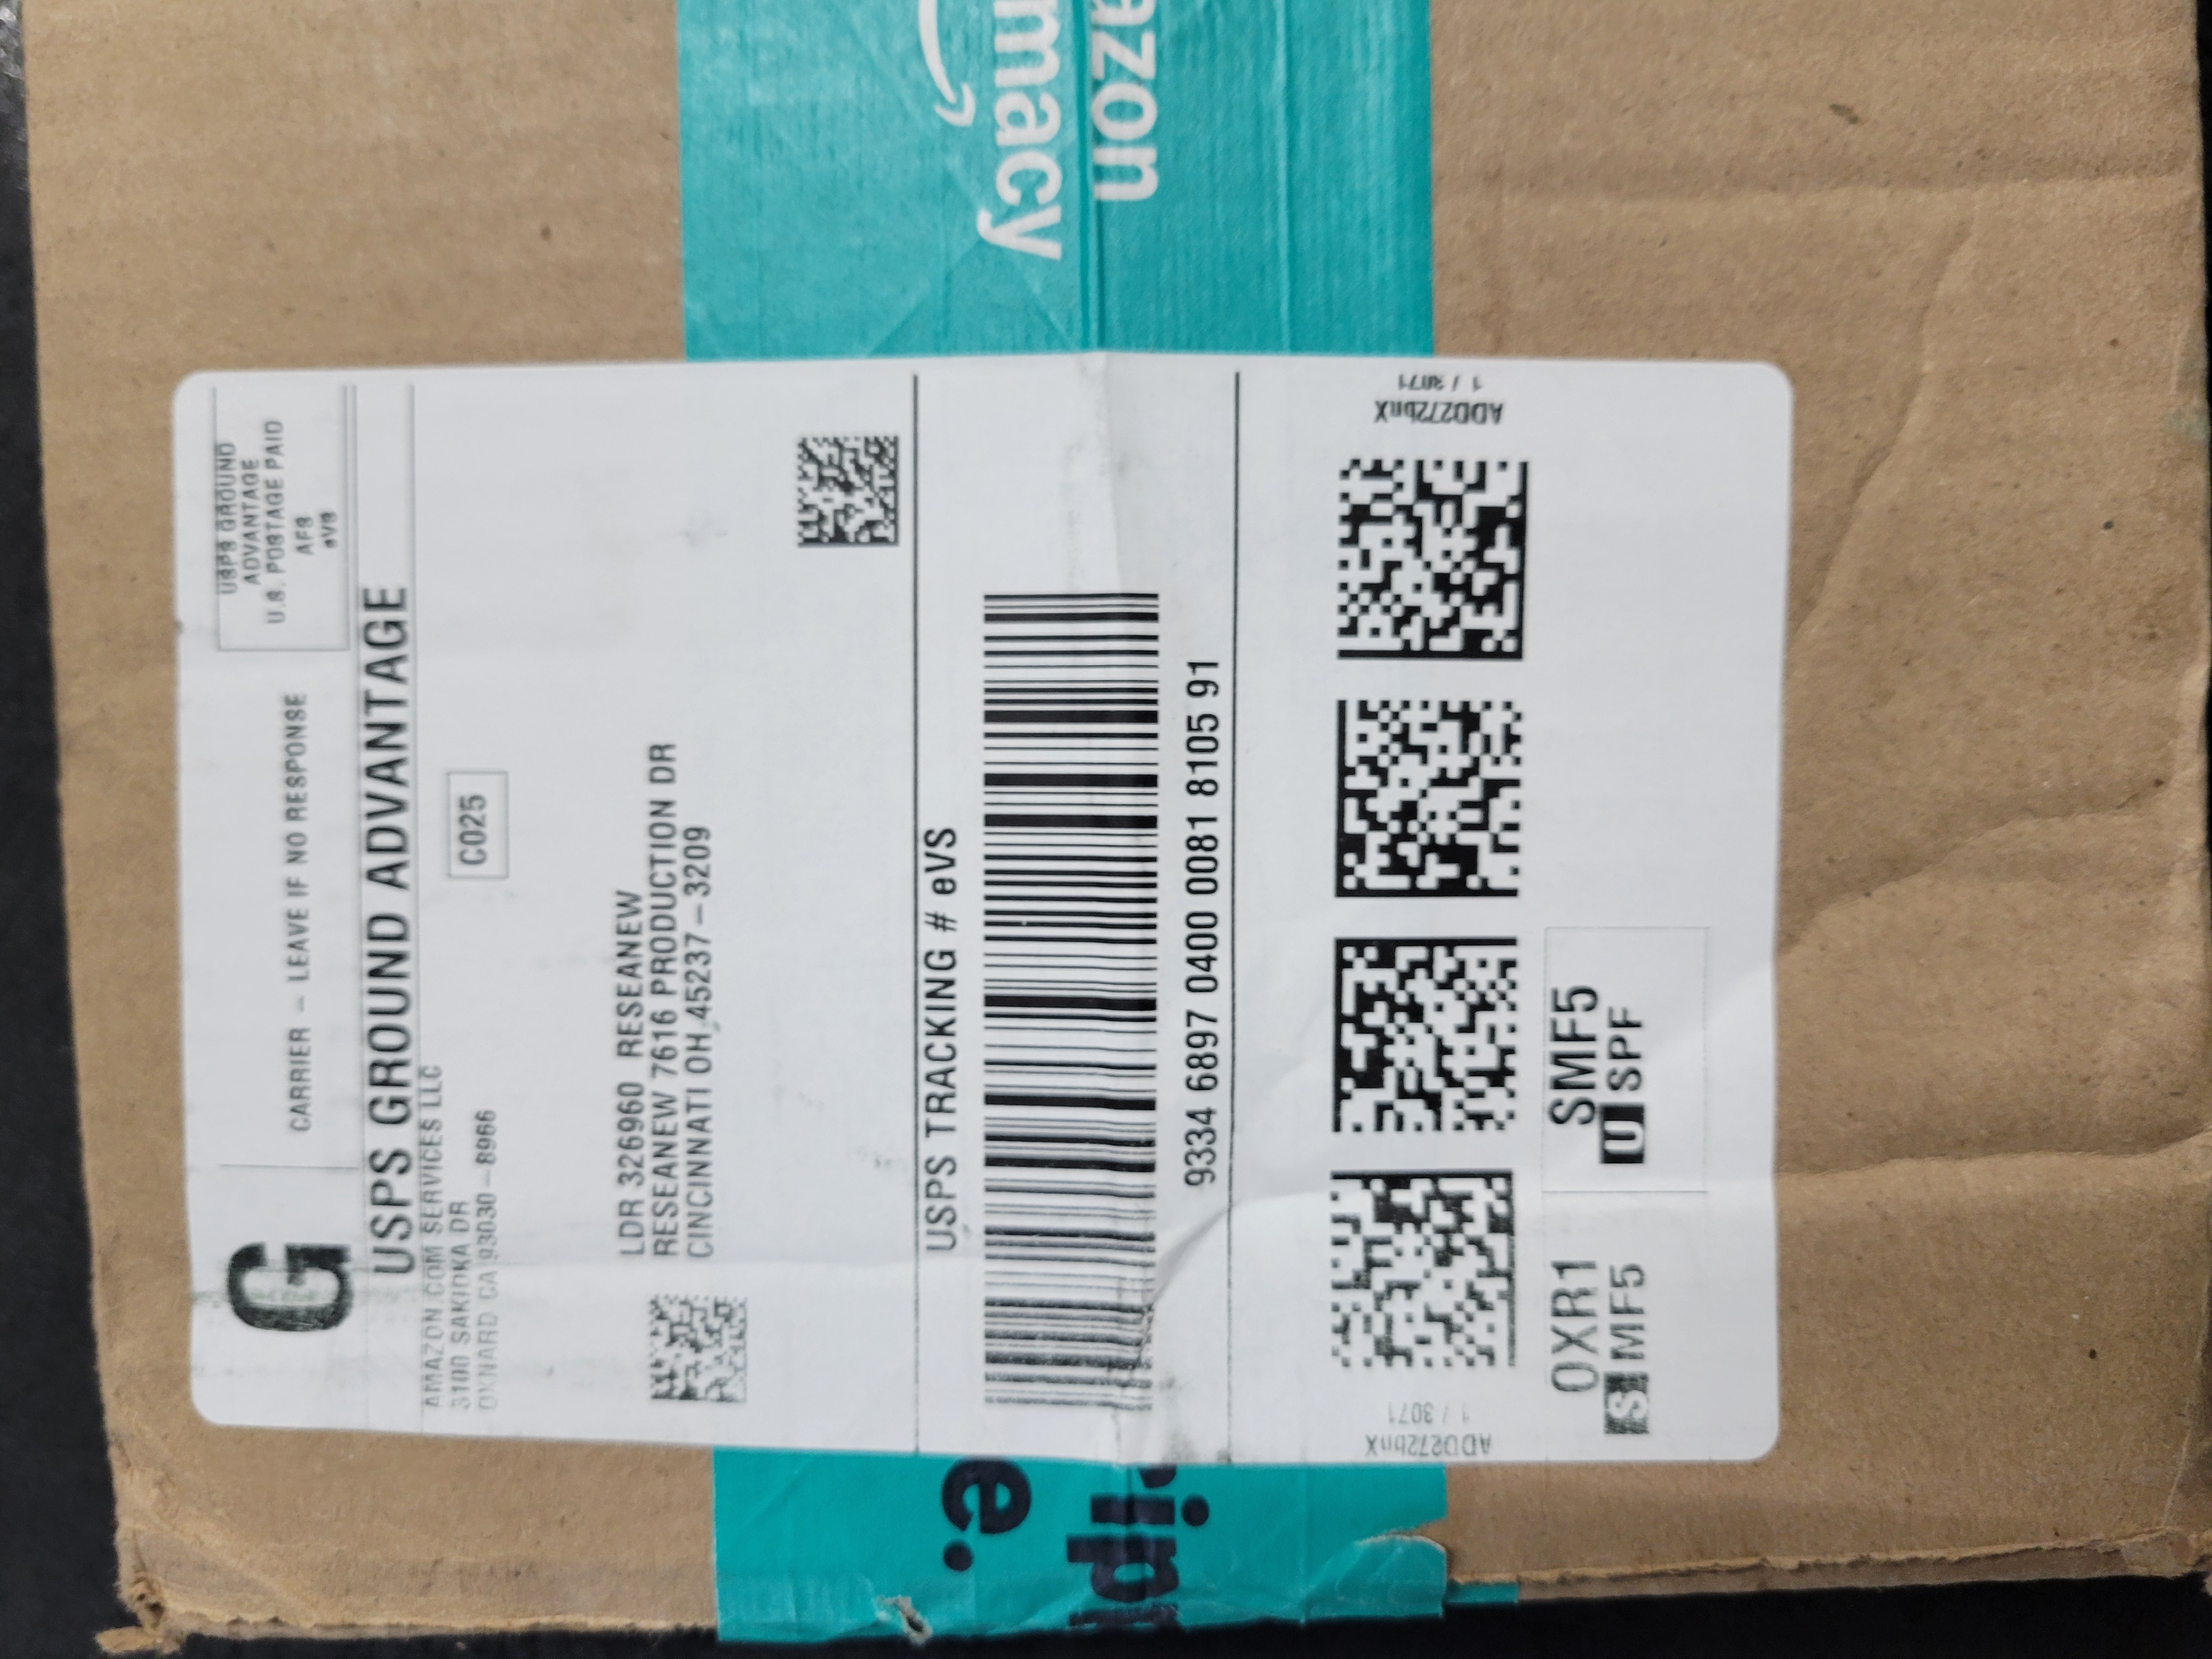 azon
macy
G
CARRIER – LEAVE IF NO RESPONSE
USPS GROUND
ADVANTAGE
U.S. POSTAGE PAID
AFS
eVS
USPS GROUND ADVANTAGE
AMAZON COM SERVICES LLC
3100 SAKIOKA DR
OXNARD CA 93030–8966
C025
LDR 326960 RESEANEW
RESEANEW 7616 PRODUCTION DR
CINCINNATI OH 45237–3209
USPS TRACKING # eVS
9334 6897 0400 0081 8105 91
ADD272bnX
1 / 3071
ADD272bnX
1 / 3071
OXR1
S MF5
SMF5
U SPF
rip
e.